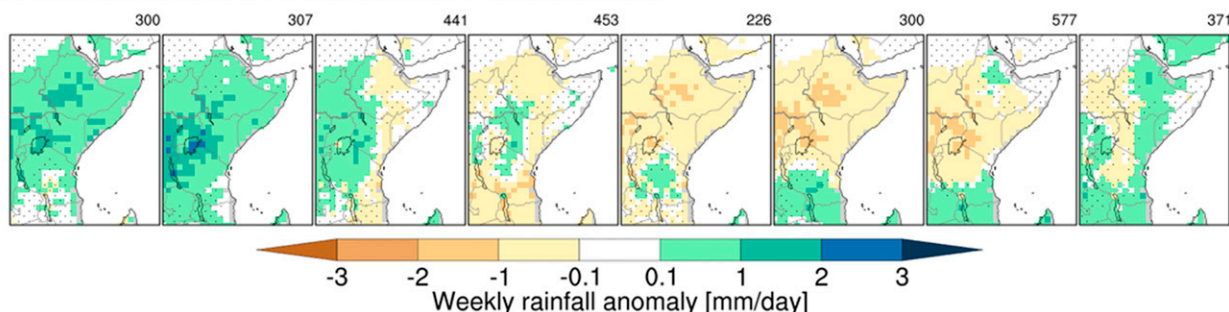 300 307 441 453 226 300 577 371
-3 -2 -1 -0.1 0.1 1 2 3
Weekly rainfall anomaly [mm/day]